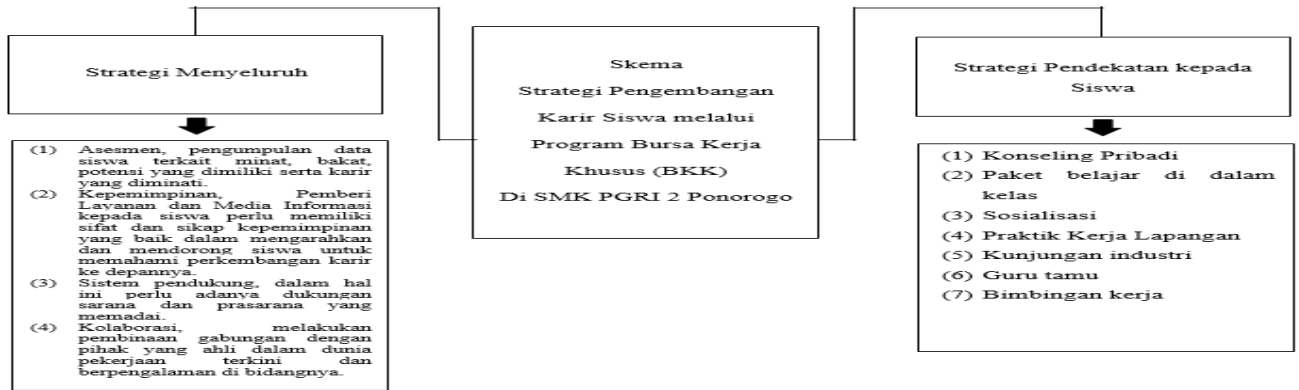 Strategi Menyeluruh
(1) Asesmen, pengumpulan data
siswa terkait minat, bakat,
potensi yang dimiliki serta karir
yang diminati.
(2) Kepemimpinan, Pemberi
Layanan dan Media Informasi
kepada siswa perlu memiliki
sifat dan sikap kepemimpinan
yang baik dalam mengarahkan
dan mendorong siswa untuk
memahami perkembangan karir
ke depannya.
(3) Sistem pendukung, dalam hal
ini perlu adanya dukungan
sarana dan prasarana yang
memadai.
(4) Kolaborasi, melakukan
pembinaan gabungan dengan
pihak yang ahli dalam dunia
pekerjaan terkini dan
berpengalaman di bidangnya.
Skema
Strategi Pengembangan
Karir Siswa melalui
Program Bursa Kerja
Khusus (BKK)
Di SMK PGRI 2 Ponorogo
Strategi Pendekatan kepada
Siswa
(1) Konseling Pribadi
(2) Paket belajar di dalam
kelas
(3) Sosialisasi
(4) Praktik Kerja Lapangan
(5) Kunjungan industri
(6) Guru tamu
(7) Bimbingan kerja